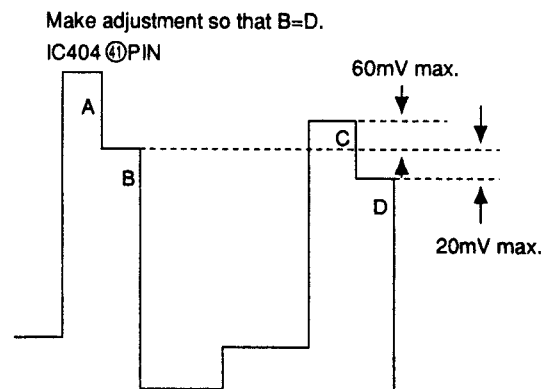 Make adjustment so that B=D.
IC404 ㊶PIN
60mV max.
A
C
B
D
20mV max.